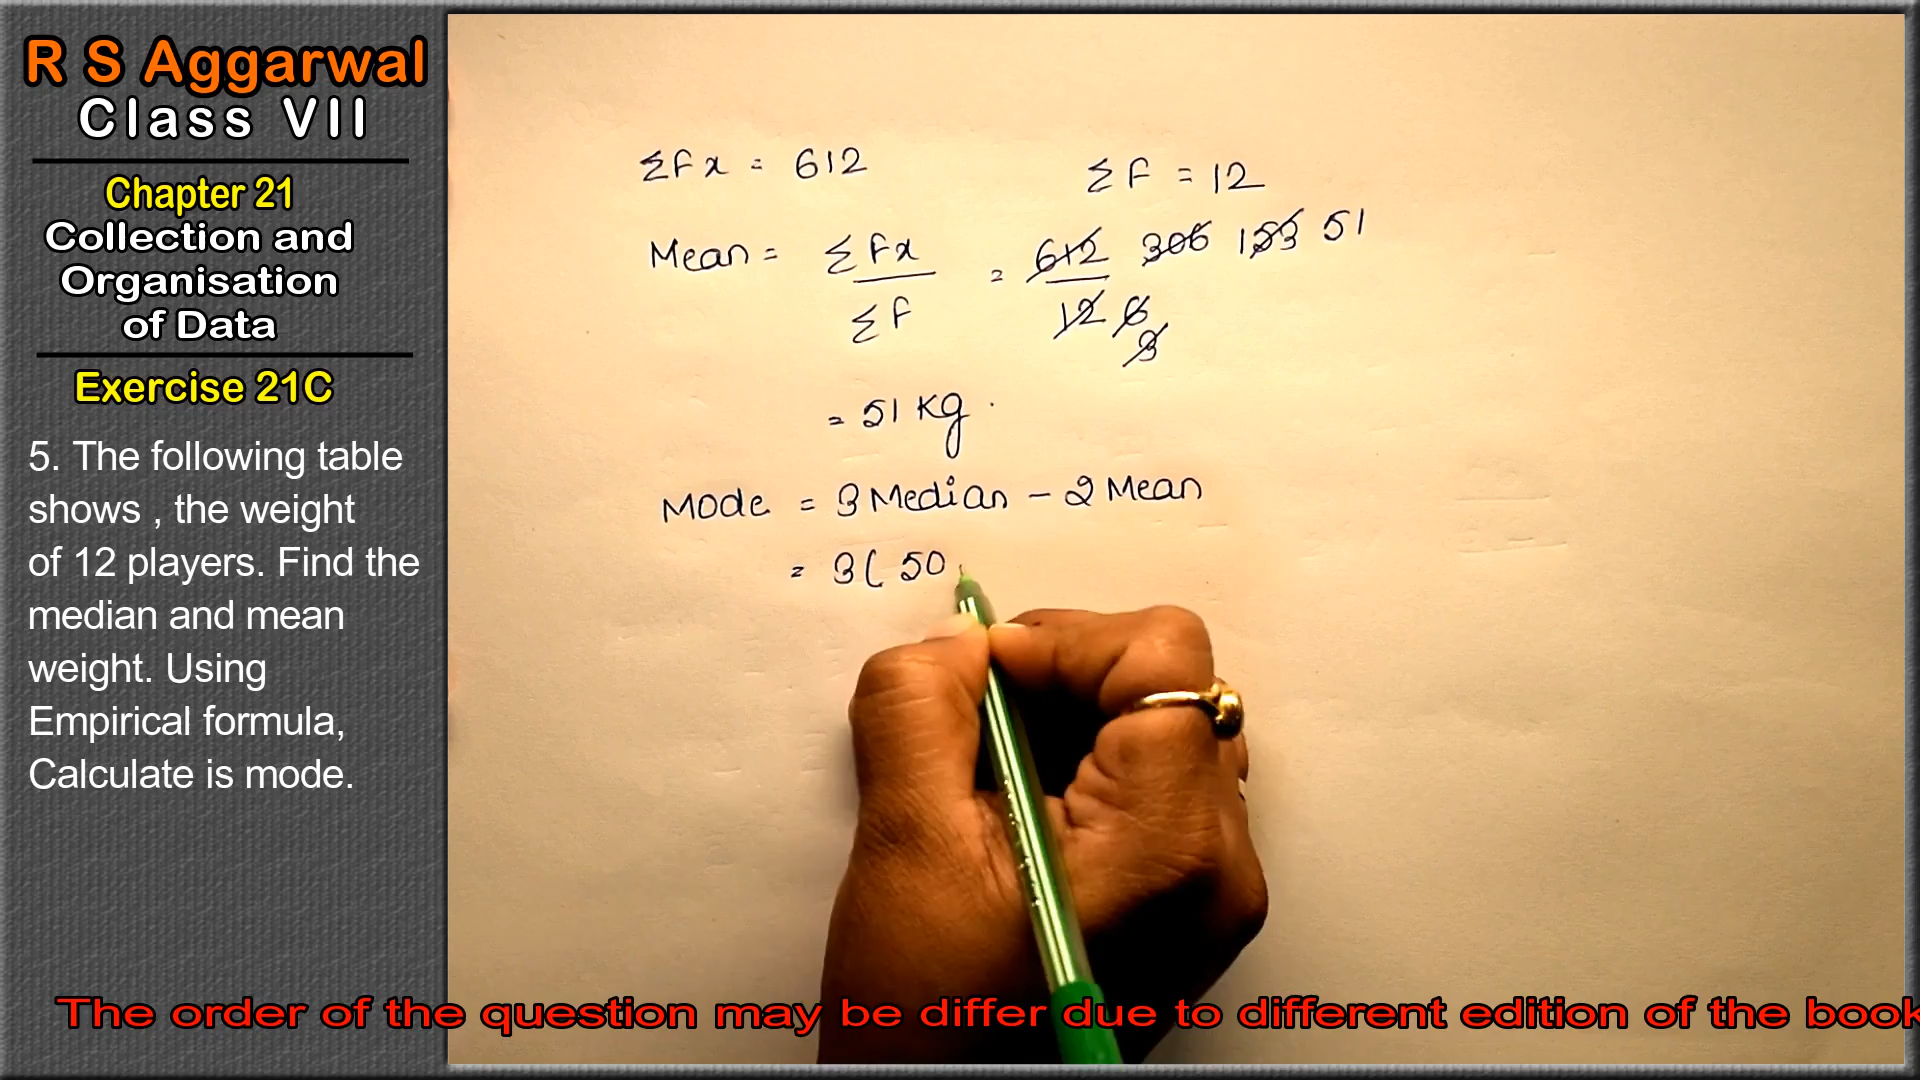 R S Aggarwal
Class VII
Chapter 21
Collection and
Organisation
of Data
Exercise 21C
5. The following table
shows , the weight
of 12 players. Find the
median and mean
weight. Using
Empirical formula,
Calculate is mode.
Σfx = 612 Σf = 12
Mean = Σfx / Σf = 612 306 153 51 / 12 6 3
= 51 Kg.
Mode = 3 Median - 2 Mean
= 3( 50
The order of the question may be differ due to different edition of the book